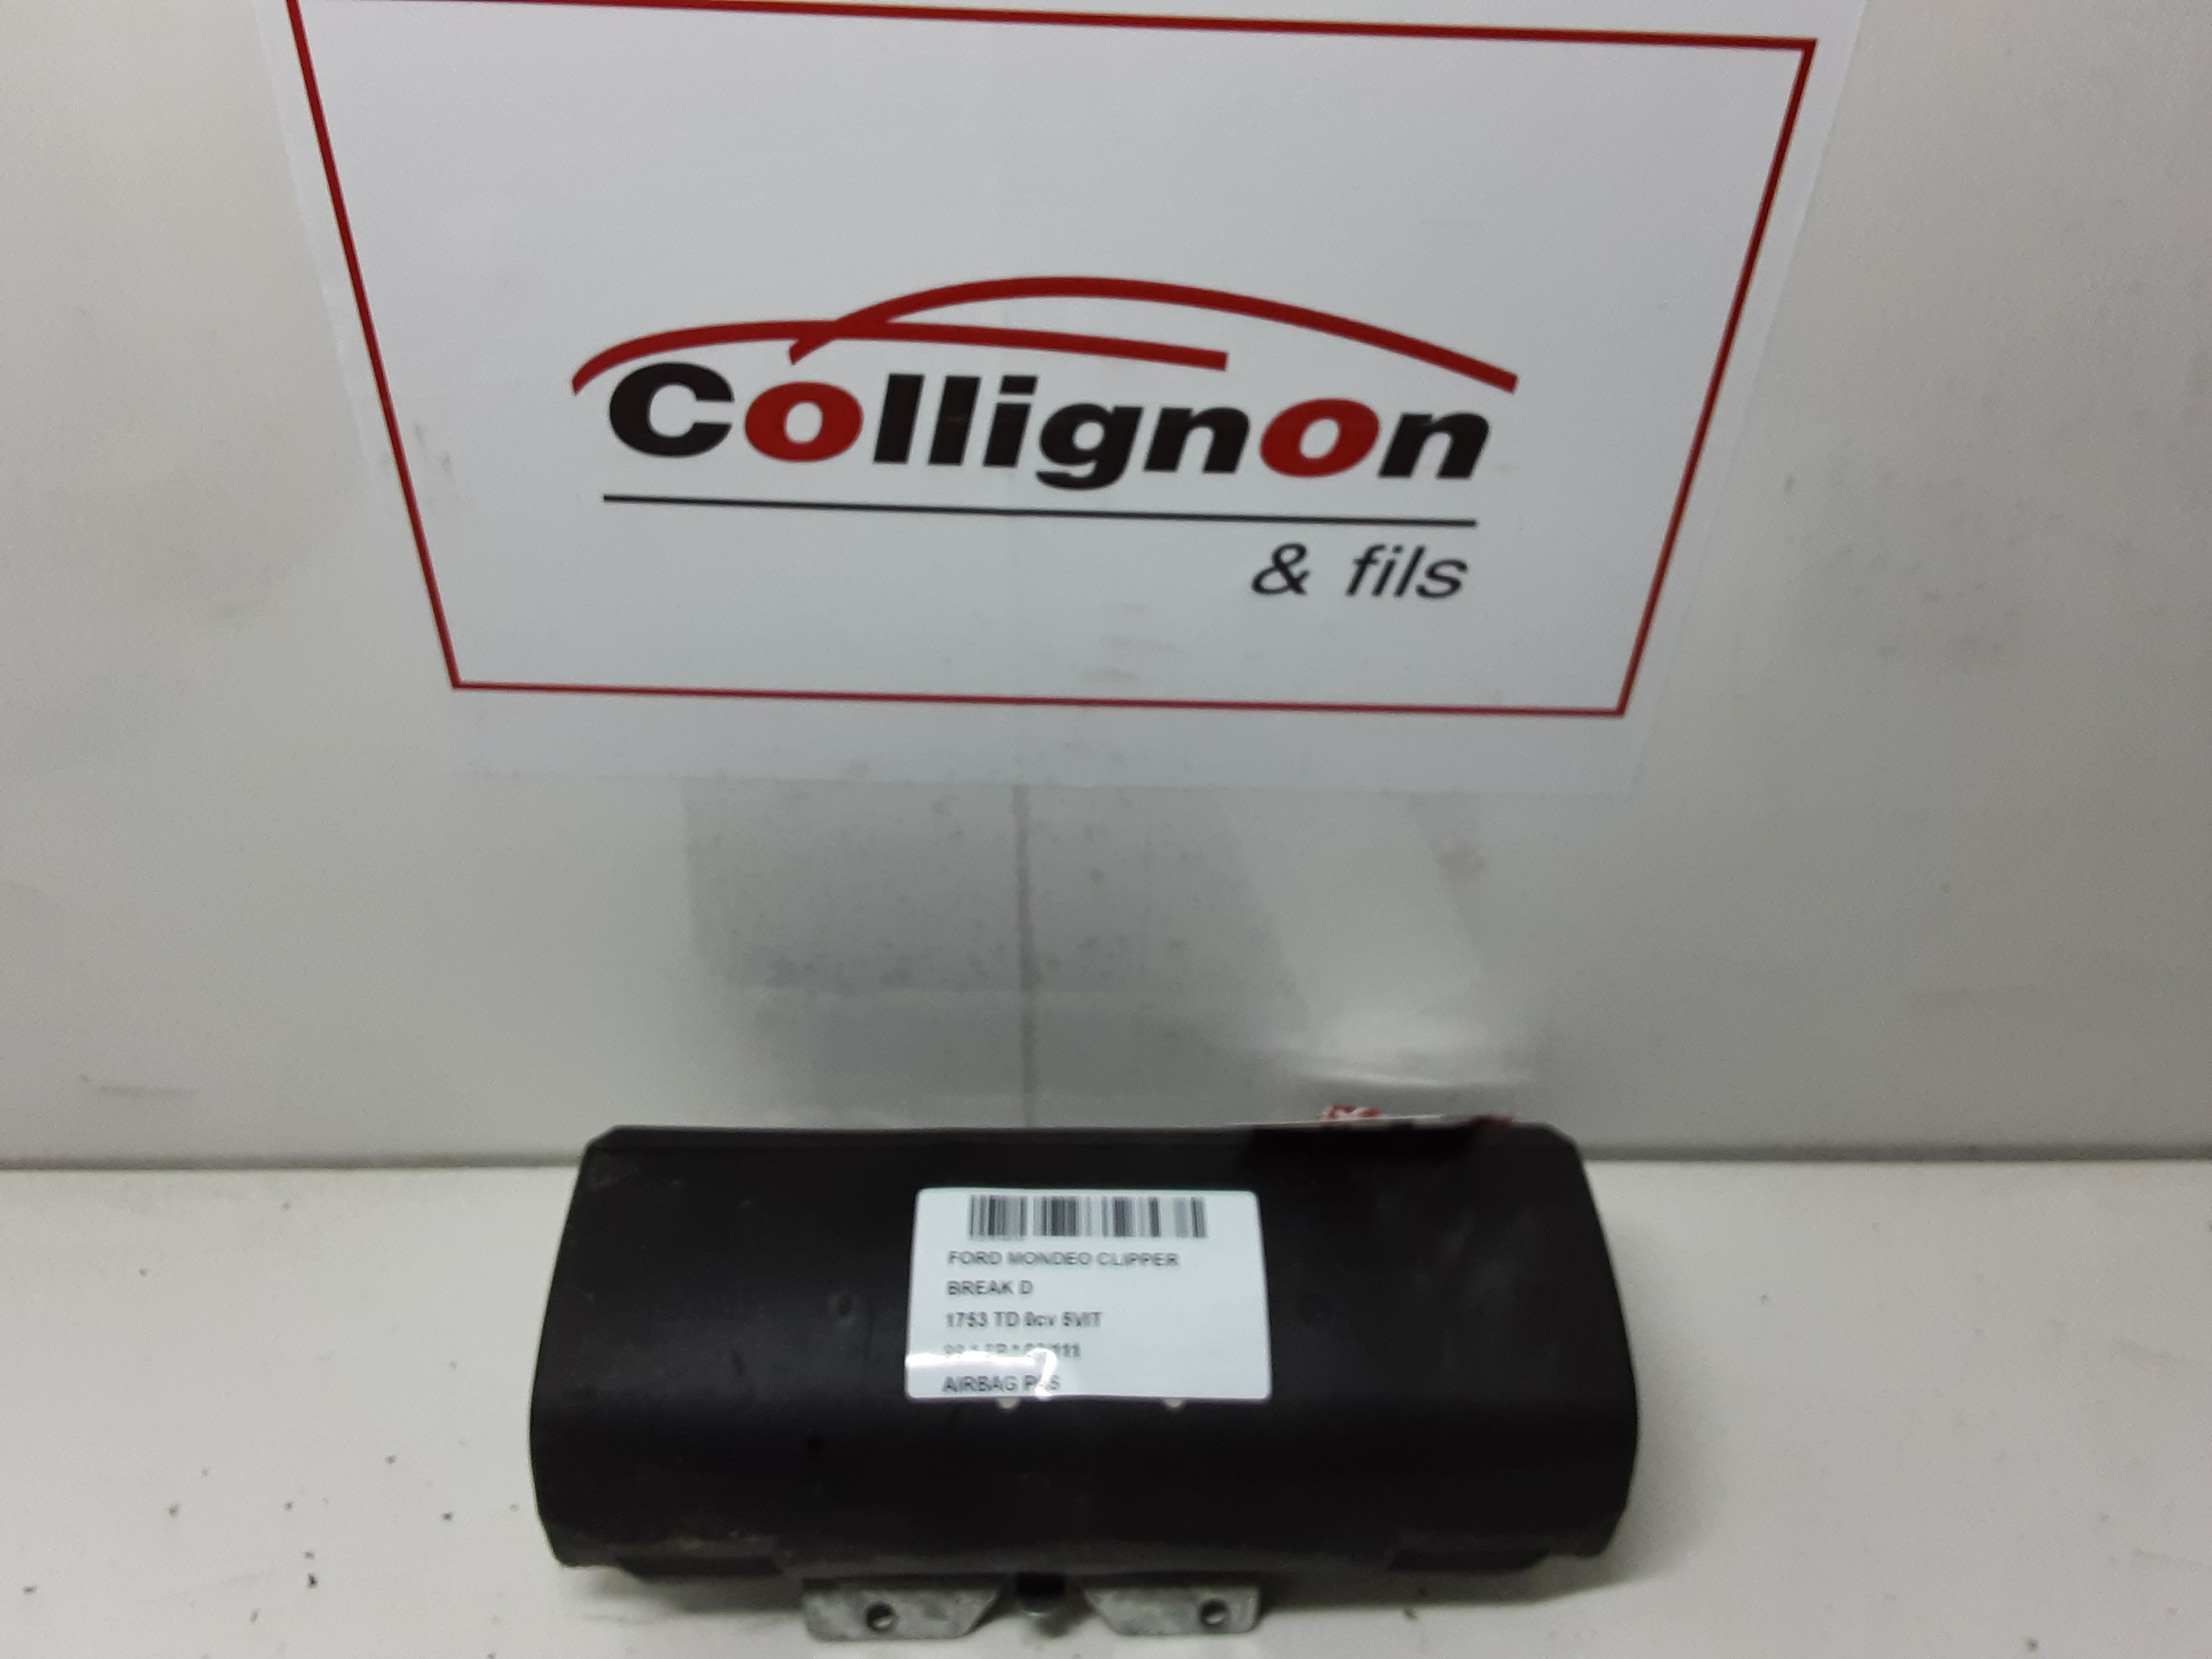 Collignon
& fils
FORD MONDEO CLIPPER
BREAK D
1753 TD 0cv 5VIT
AIRBAG PAS